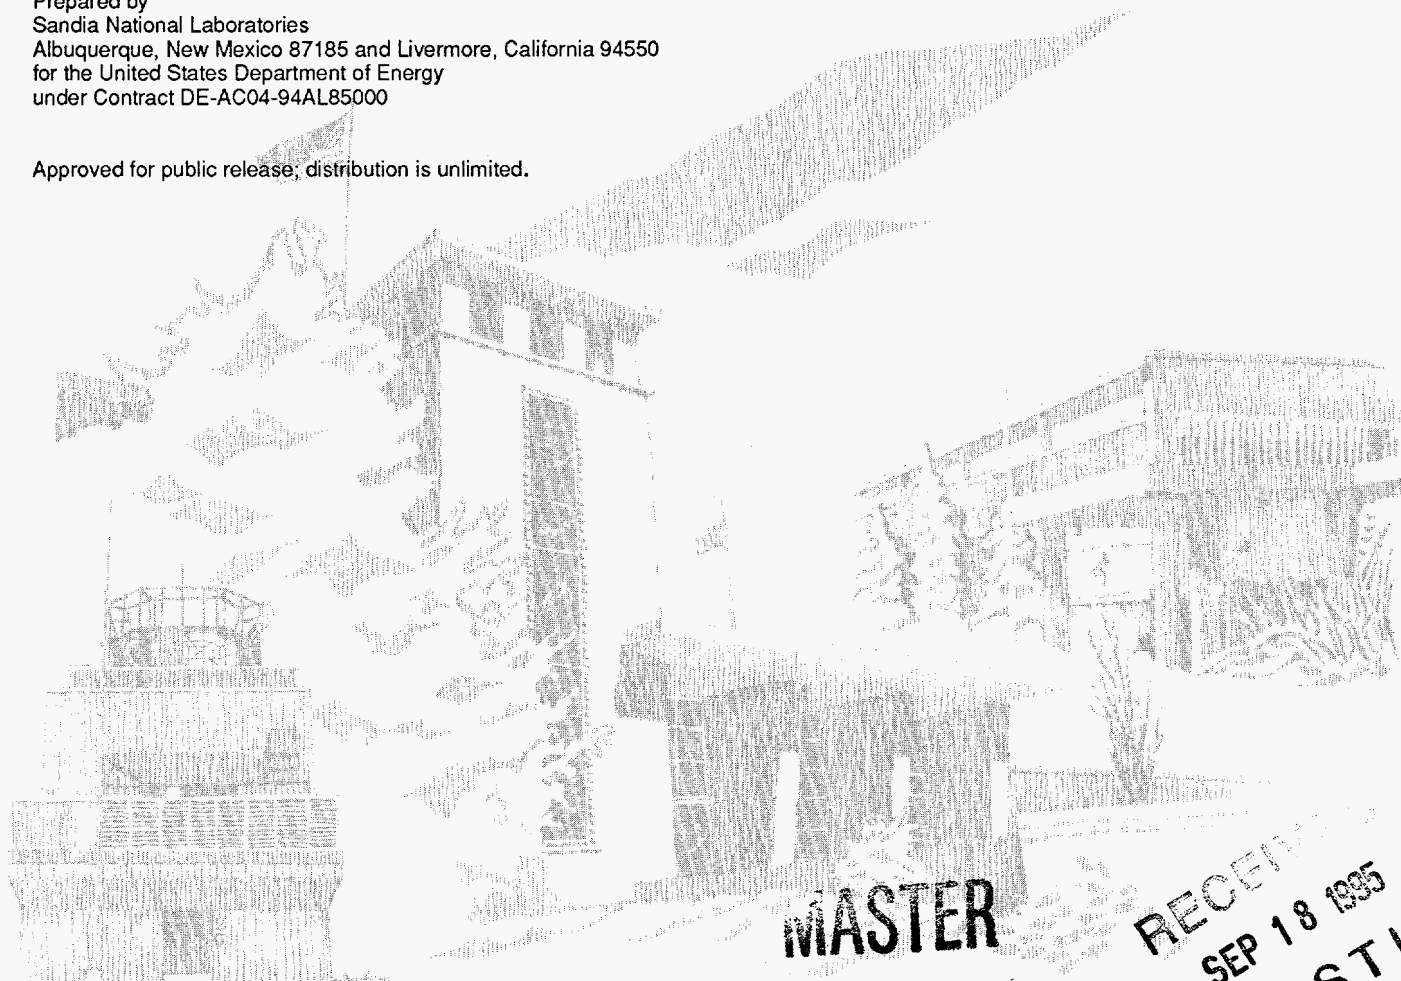 Prepared by
Sandia National Laboratories
Albuquerque, New Mexico 87185 and Livermore, California 94550
for the United States Department of Energy
under Contract DE-AC04-94AL85000
Approved for public release; distribution is unlimited.
MASTER
SEP 18 1995